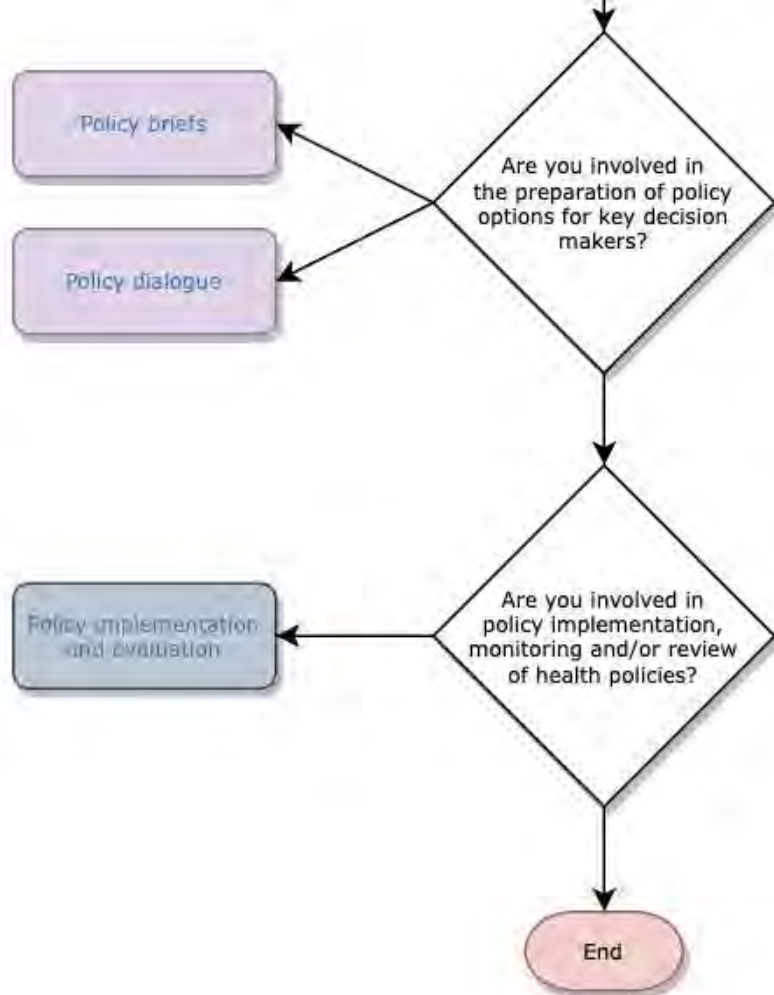 Policy briefs
Are you involved in
the preparation of policy
options for key decision
makers?
Policy dialogue
Policy implementation
and evaluation
Are you involved in
policy implementation,
monitoring and/or review
of health policies?
End